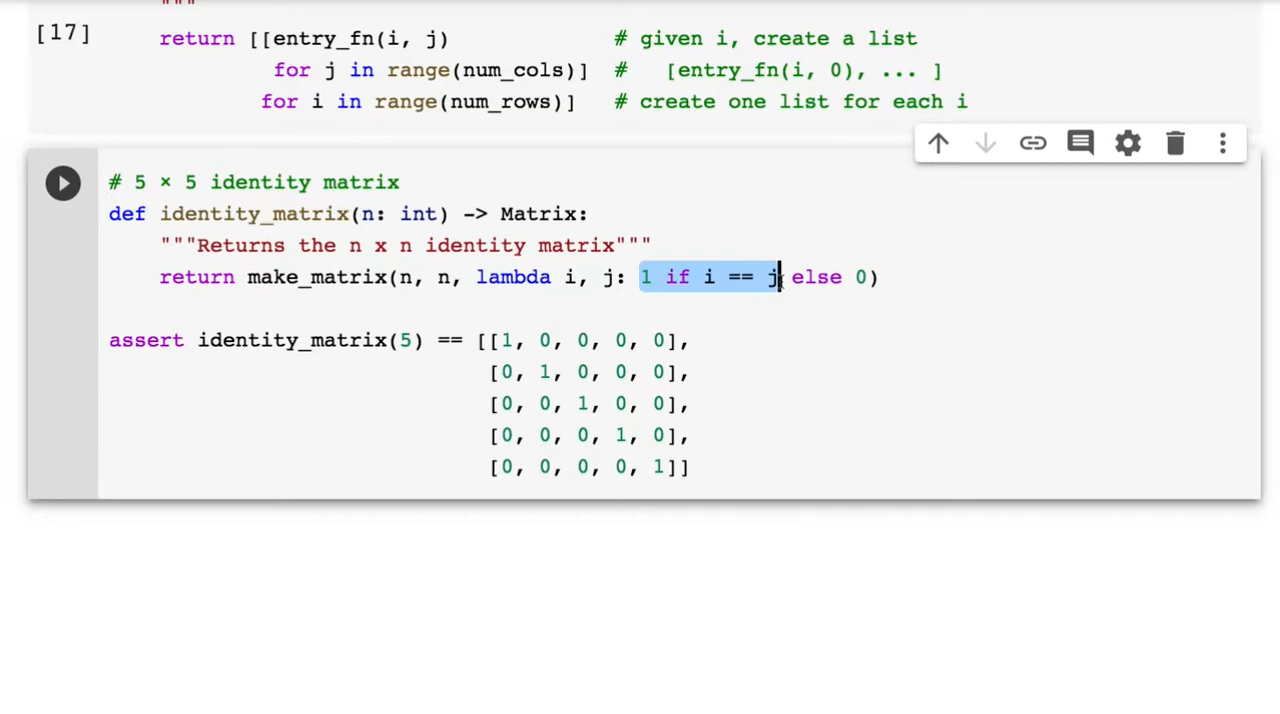 """
[17] return [[entry_fn(i, j) # given i, create a list
for j in range(num_cols)] # [entry_fn(i, 0), ... ]
for i in range(num_rows)] # create one list for each i
# 5 × 5 identity matrix
def identity_matrix(n: int) -> Matrix:
"""Returns the n x n identity matrix"""
return make_matrix(n, n, lambda i, j: 1 if i == j else 0)
assert identity_matrix(5) == [[1, 0, 0, 0, 0],
[0, 1, 0, 0, 0],
[0, 0, 1, 0, 0],
[0, 0, 0, 1, 0],
[0, 0, 0, 0, 1]]